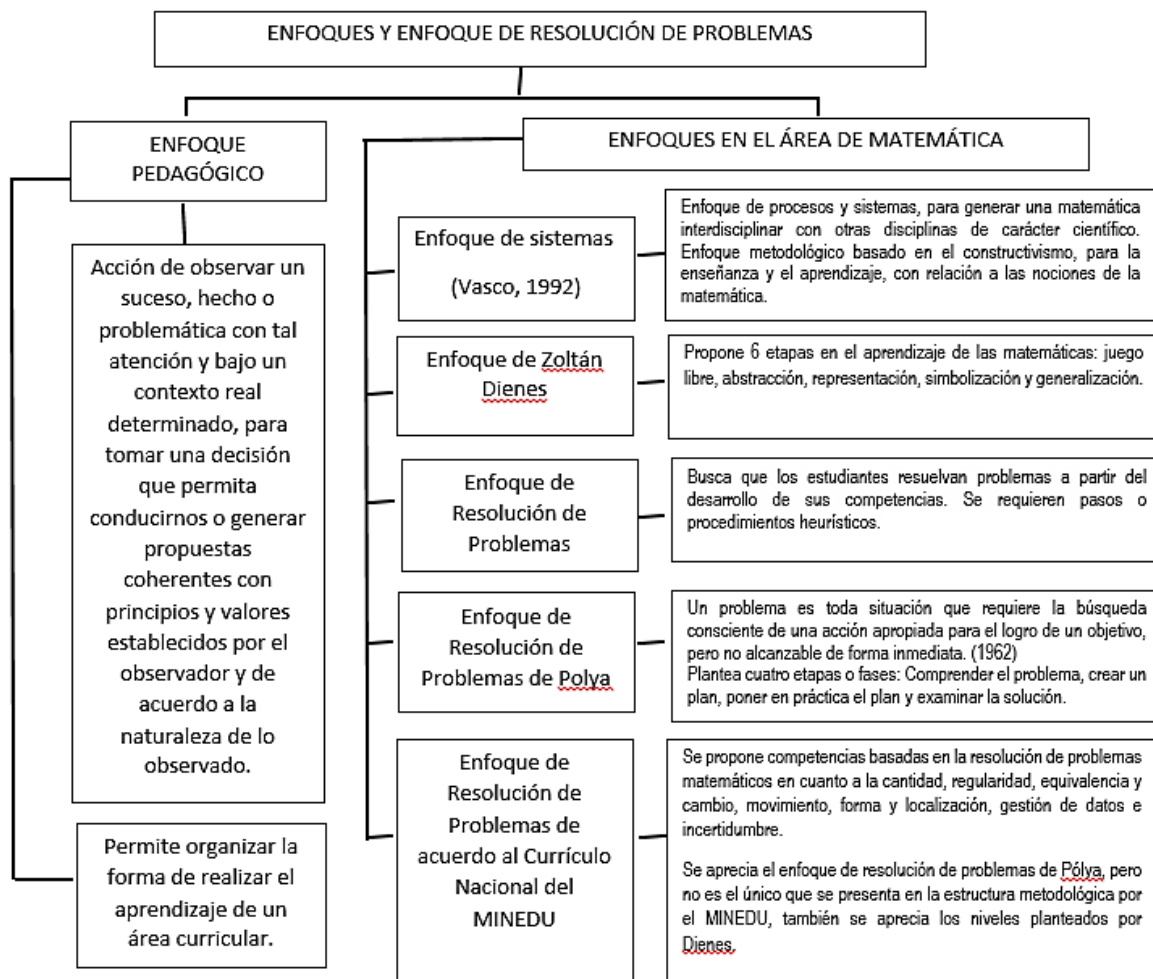 ENFOQUES Y ENFOQUE DE RESOLUCIÓN DE PROBLEMAS
ENFOQUE
PEDAGÓGICO
Acción de observar un
suceso, hecho o
problemática con tal
atención y bajo un
contexto real
determinado, para
tomar una decisión
que permita
conducirnos o generar
propuestas
coherentes con
principios y valores
establecidos por el
observador y de
acuerdo a la
naturaleza de lo
observado.
Permite organizar la
forma de realizar el
aprendizaje de un
área curricular.
ENFOQUES EN EL ÁREA DE MATEMÁTICA
Enfoque de sistemas
(Vasco, 1992)
Enfoque de procesos y sistemas, para generar una matemática
interdisciplinar con otras disciplinas de carácter científico.
Enfoque metodológico basado en el constructivismo, para la
enseñanza y el aprendizaje, con relación a las nociones de la
matemática.
Enfoque de Zoltán
Dienes
Propone 6 etapas en el aprendizaje de las matemáticas: juego
libre, abstracción, representación, simbolización y generalización.
Enfoque de
Resolución de
Problemas
Busca que los estudiantes resuelvan problemas a partir del
desarrollo de sus competencias. Se requieren pasos o
procedimientos heurísticos.
Enfoque de
Resolución de
Problemas de Polya
Un problema es toda situación que requiere la búsqueda
consciente de una acción apropiada para el logro de un objetivo,
pero no alcanzable de forma inmediata. (1962)
Plantea cuatro etapas o fases: Comprender el problema, crear un
plan, poner en práctica el plan y examinar la solución.
Enfoque de
Resolución de
Problemas de
acuerdo al Currículo
Nacional del
MINEDU
Se propone competencias basadas en la resolución de problemas
matemáticos en cuanto a la cantidad, regularidad, equivalencia y
cambio, movimiento, forma y localización, gestión de datos e
incertidumbre.
Se aprecia el enfoque de resolución de problemas de Pólya, pero
no es el único que se presenta en la estructura metodológica por
el MINEDU, también se aprecia los niveles planteados por
Dienes.